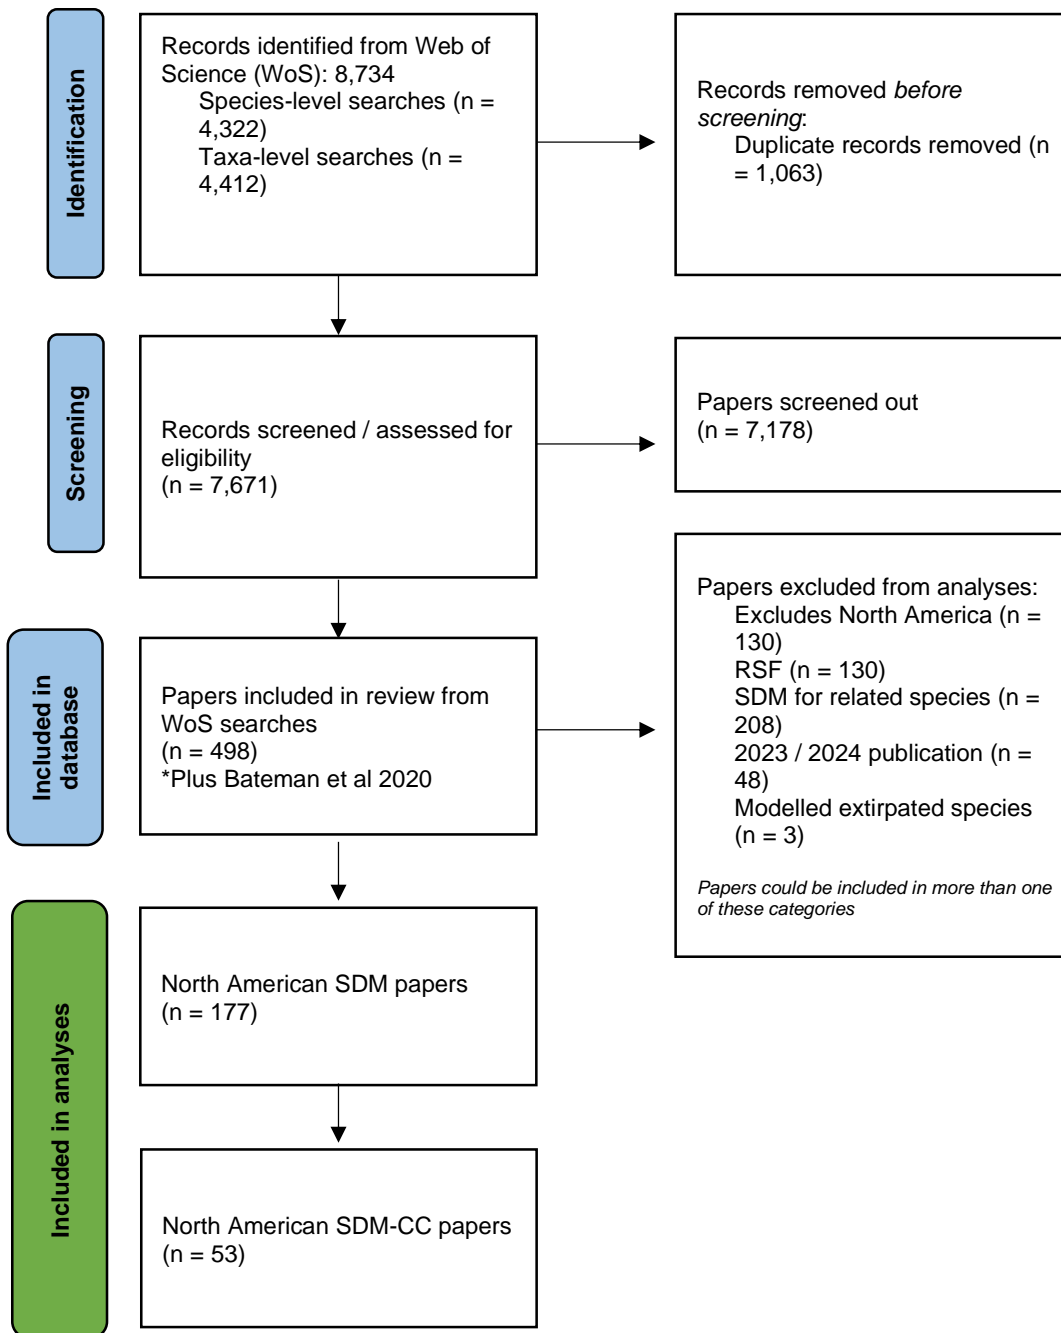 Identification
Records identified from Web of
Science (WoS): 8,734
Species-level searches (n =
4,322)
Taxa-level searches (n =
4,412)
Records removed before
screening:
Duplicate records removed (n
= 1,063)
Screening
Records screened / assessed for
eligibility
(n = 7,671)
Papers screened out
(n = 7,178)
Included in
database
Papers included in review from
WoS searches
(n = 498)
*Plus Bateman et al 2020
Papers excluded from analyses:
Excludes North America (n =
130)
RSF (n = 130)
SDM for related species (n =
208)
2023 / 2024 publication (n =
48)
Modelled extirpated species
(n = 3)
Papers could be included in more than one
of these categories
Included in analyses
North American SDM papers
(n = 177)
North American SDM-CC papers
(n = 53)